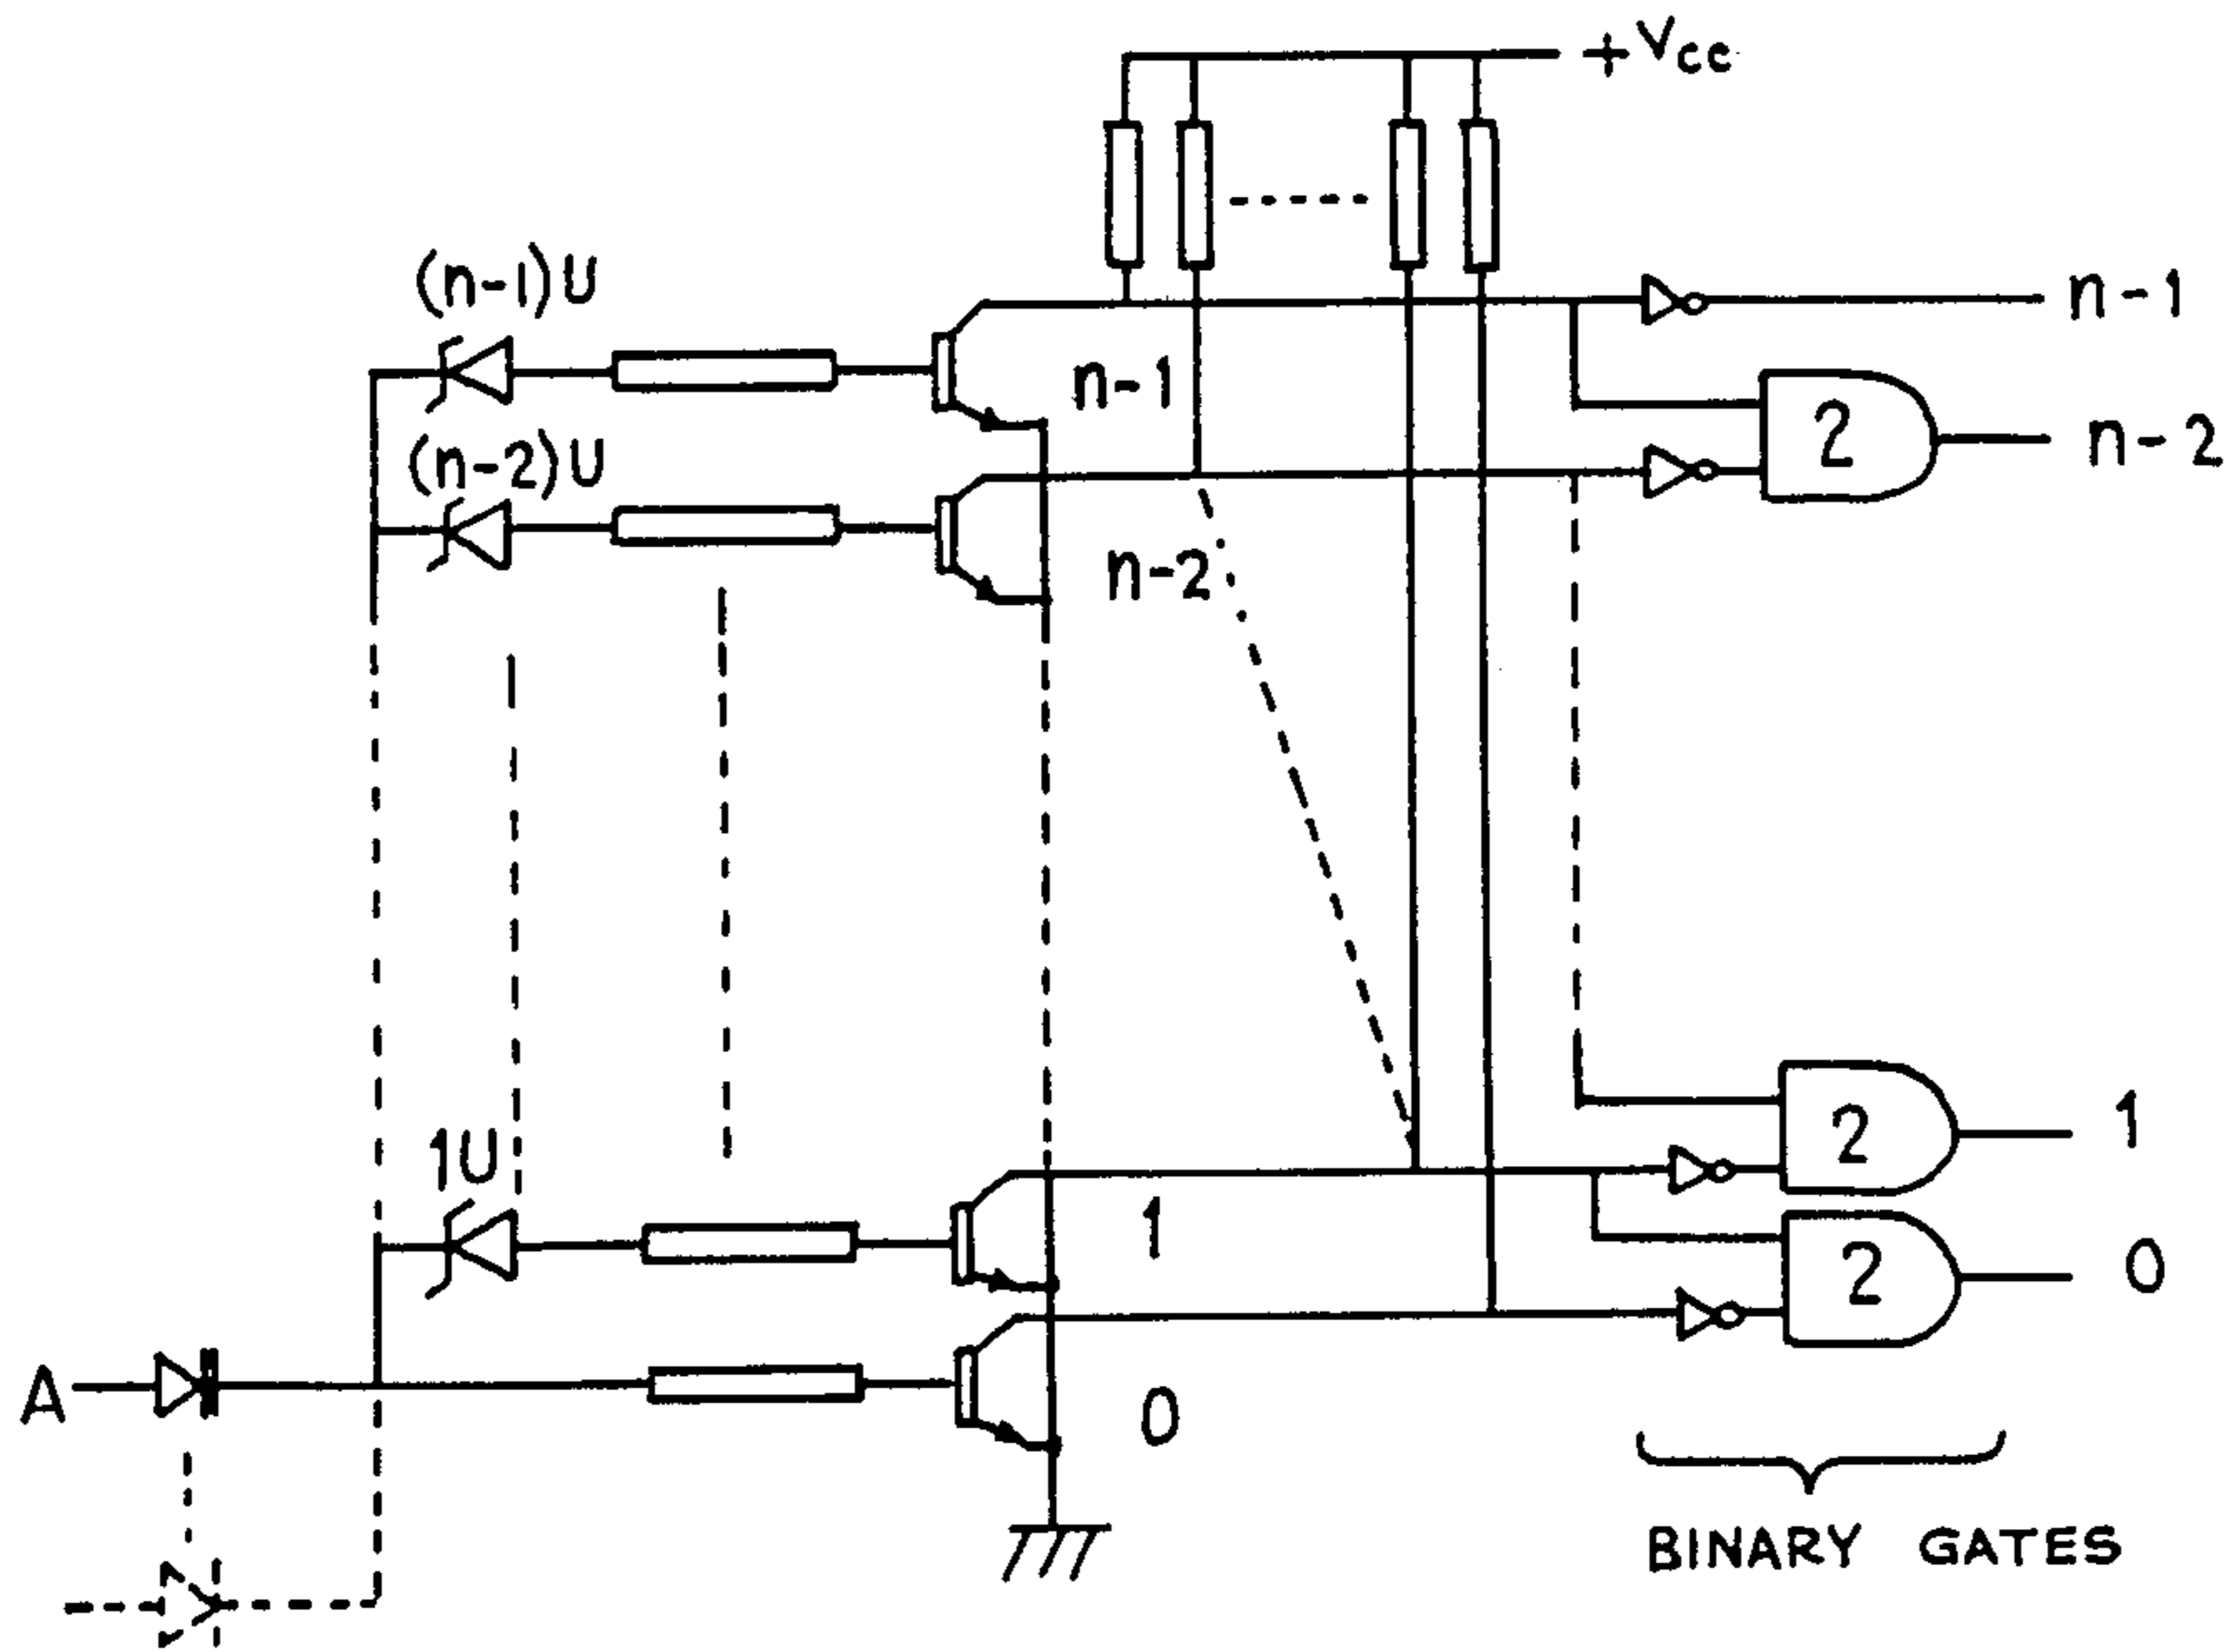 +Vcc
(n-1)U
n-1
n-1
(n-2)U
2
n-2
n-2
1U
2
1
1
2
0
A
0
BINARY GATES